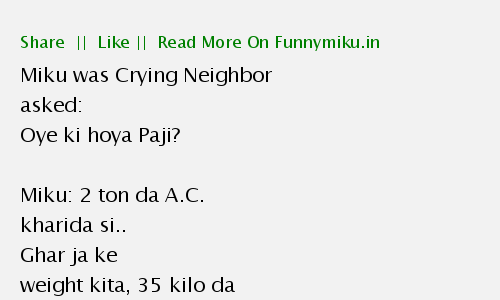 Share || Like || Read More On Funnymiku.in
Miku was Crying Neighbor
asked:
Oye ki hoya Paji?
Miku: 2 ton da A.C.
kharida si..
Ghar ja ke
weight kita, 35 kilo da